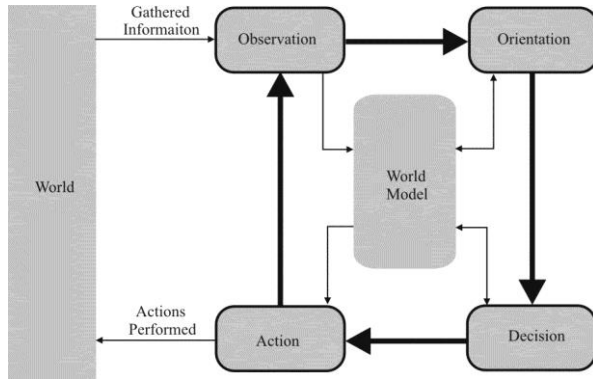 Gathered
Informaiton
Observation
Orientation
World
World
Model
Actions
Performed
Action
Decision